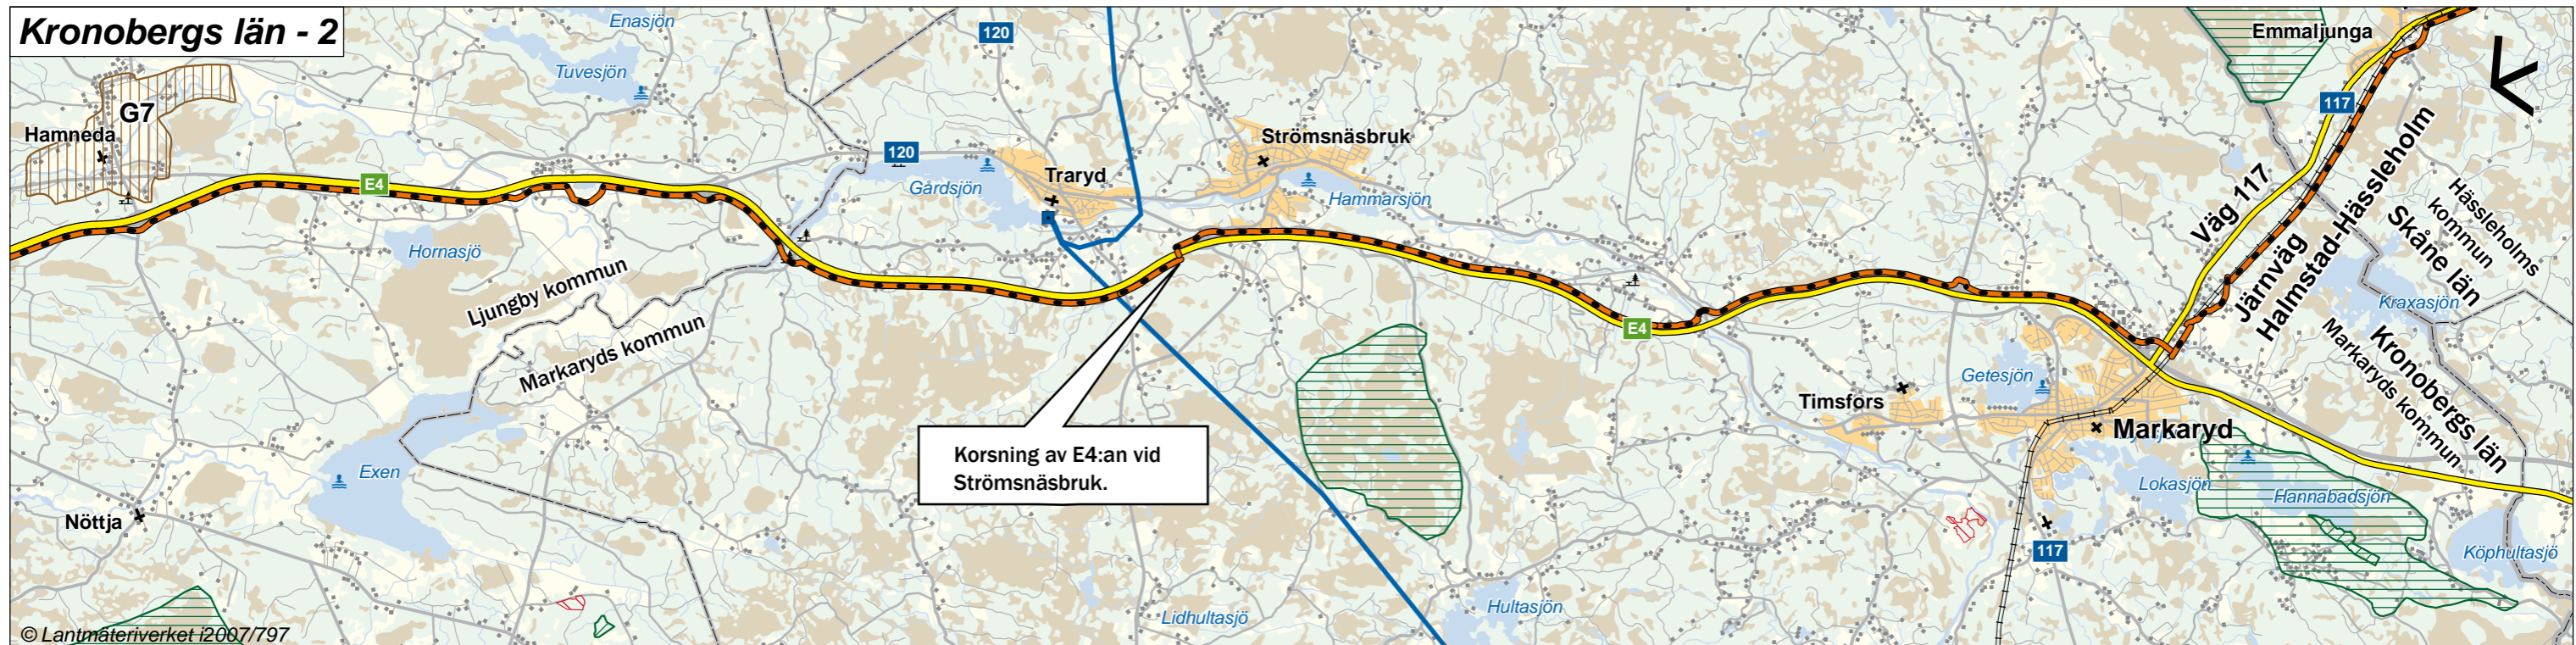 Kronobergs län - 2
Enasjön
120
Emmaljunga
Tuvesjön
117
G7
Hamneda
Strömsnäsbruk
120
Traryd
Gårdsjön
Hammarsjön
E4
Hornasjö
Väg 117
Järnväg
Halmstad-Hässleholm
Hässleholms
kommun
Skåne län
Kraxasjön
Kronobergs län
Markaryds kommun
Ljungby kommun
Markaryds kommun
E4
Getesjön
Timsfors
Markaryd
Korsning av E4:an vid
Strömsnäsbruk.
Exen
Lokasjön
Hannabadsjön
Nöttja
117
Köphultasjö
Hultasjön
Lidhultasjö
© Lantmäteriverket i2007/797